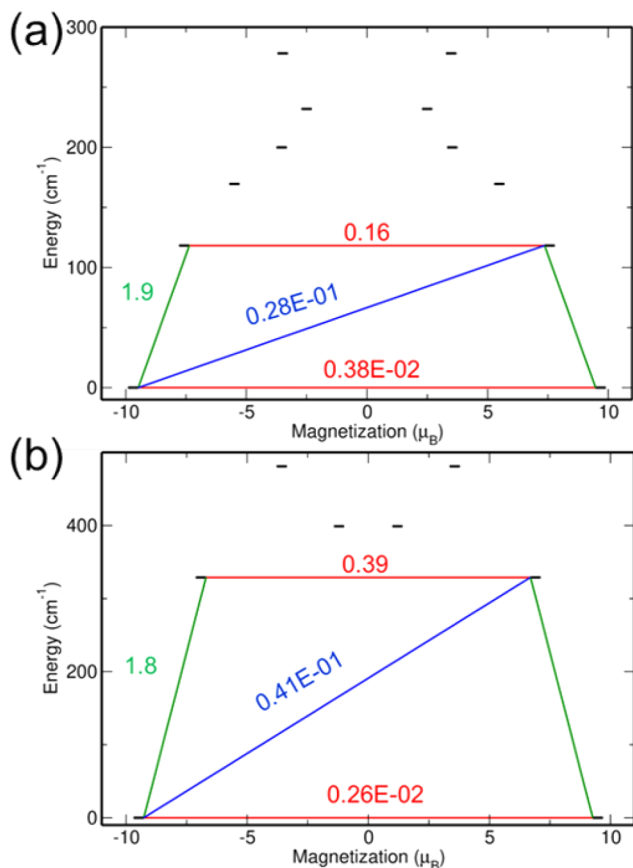 (a)
300
200
100
0
Energy (cm⁻¹)
0.16
1.9
0.28E-01
0.38E-02
-10 -5 0 5 10
Magnetization (μB)
(b)
400
200
0
Energy (cm⁻¹)
0.39
1.8
0.41E-01
0.26E-02
-10 -5 0 5 10
Magnetization (μB)